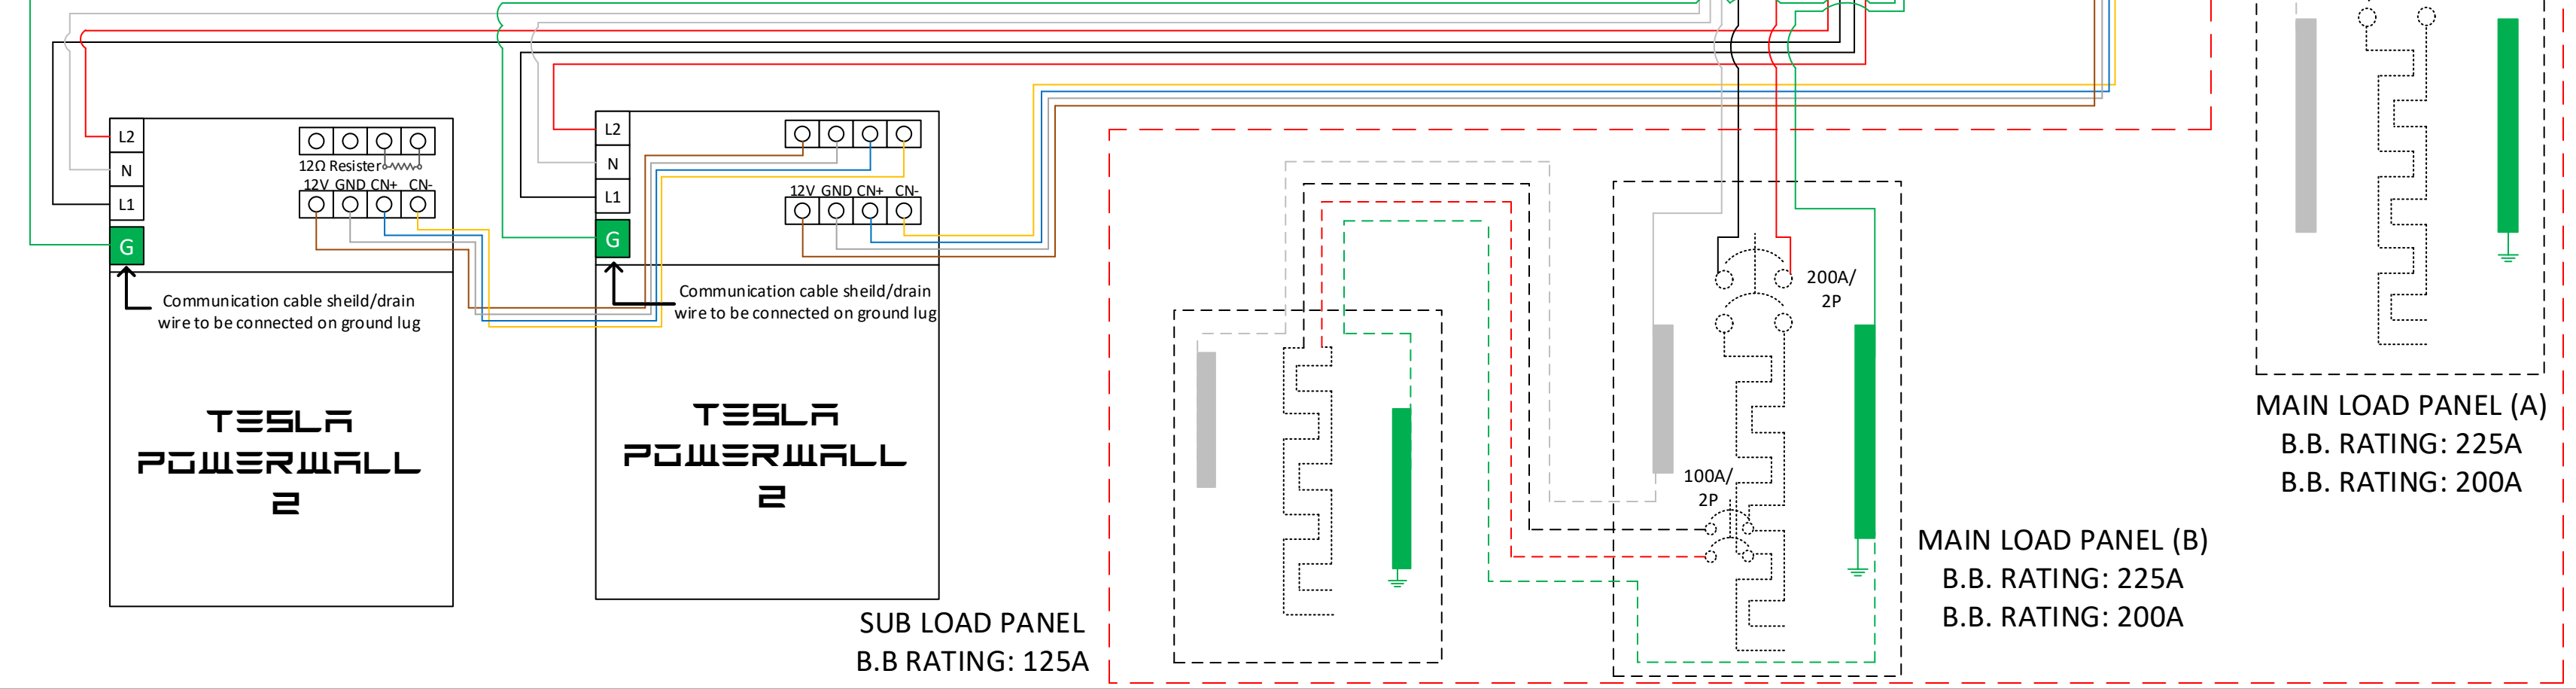 L2
N
L1
G
12Ω Resister
12V GND CN+ CN-
Communication cable sheild/drain
wire to be connected on ground lug
TESLA
POWERWALL
2
L2
N
L1
G
12V GND CN+ CN-
Communication cable sheild/drain
wire to be connected on ground lug
TESLA
POWERWALL
2
SUB LOAD PANEL
B.B RATING: 125A
200A/
2P
100A/
2P
MAIN LOAD PANEL (B)
B.B. RATING: 225A
B.B. RATING: 200A
MAIN LOAD PANEL (A)
B.B. RATING: 225A
B.B. RATING: 200A